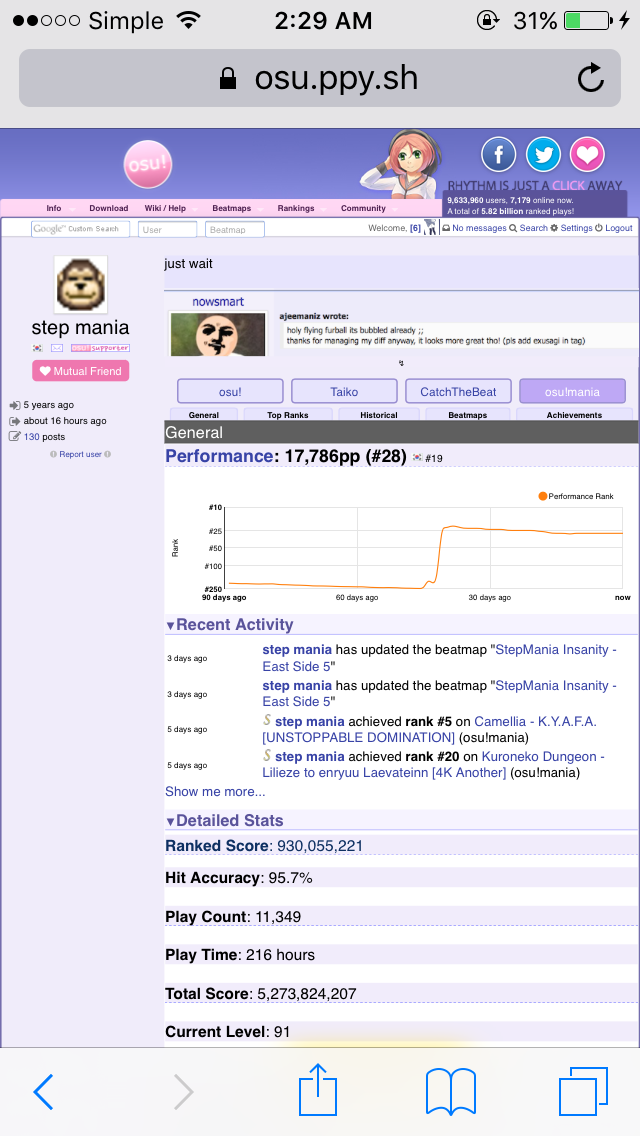 Simple 2:29 AM 31%
osu.ppy.sh
osu!
RHYTHM IS JUST A CLICK AWAY
9,633,960 users, 7,179 online now.
A total of 5.82 billion ranked plays!
Info Download Wiki / Help Beatmaps Rankings Community
Google™ Custom Search User Beatmap Welcome, [6] No messages Search Settings Logout
step mania
supporter
Mutual Friend
5 years ago
about 16 hours ago
130 posts
Report user
just wait
nowsmart
ajeemaniz wrote:
holy flying furball its bubbled already ;;
thanks for managing my diff anyway, it looks more great tho! (pls add exusagi in tag)
osu! Taiko CatchTheBeat osu!mania
General Top Ranks Historical Beatmaps Achievements
General
Performance: 17,786pp (#28) #19
Performance Rank
Rank
#10
#25
#50
#100
#250
90 days ago 60 days ago 30 days ago now
▾Recent Activity
3 days ago step mania has updated the beatmap "StepMania Insanity -
East Side 5"
3 days ago step mania has updated the beatmap "StepMania Insanity -
East Side 5"
5 days ago S step mania achieved rank #5 on Camellia - K.Y.A.F.A.
[UNSTOPPABLE DOMINATION] (osu!mania)
5 days ago S step mania achieved rank #20 on Kuroneko Dungeon -
Lilieze to enryuu Laevateinn [4K Another] (osu!mania)
Show me more...
▾Detailed Stats
Ranked Score: 930,055,221
Hit Accuracy: 95.7%
Play Count: 11,349
Play Time: 216 hours
Total Score: 5,273,824,207
Current Level: 91